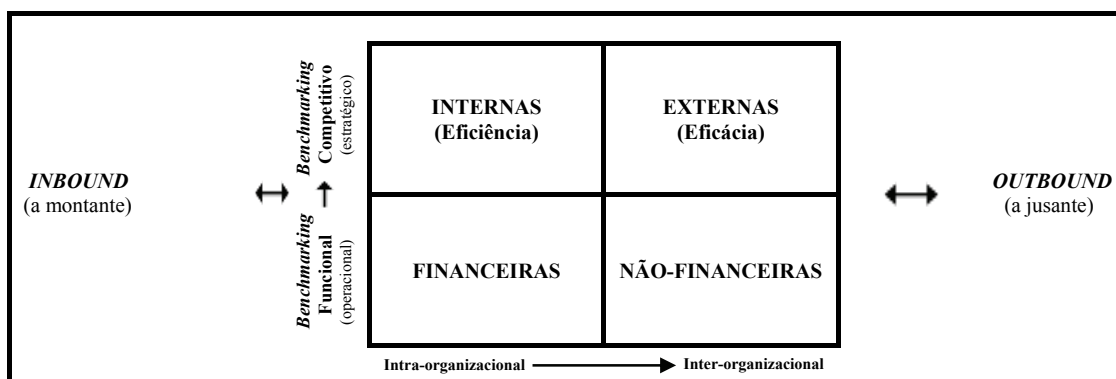 INBOUND
(a montante)
Benchmarking
Competitivo
(estratégico)
Benchmarking
Funcional
(operacional)
INTERNAS
(Eficiência)
EXTERNAS
(Eficácia)
FINANCEIRAS
NÃO-FINANCEIRAS
Intra-organizacional
Inter-organizacional
OUTBOUND
(a jusante)